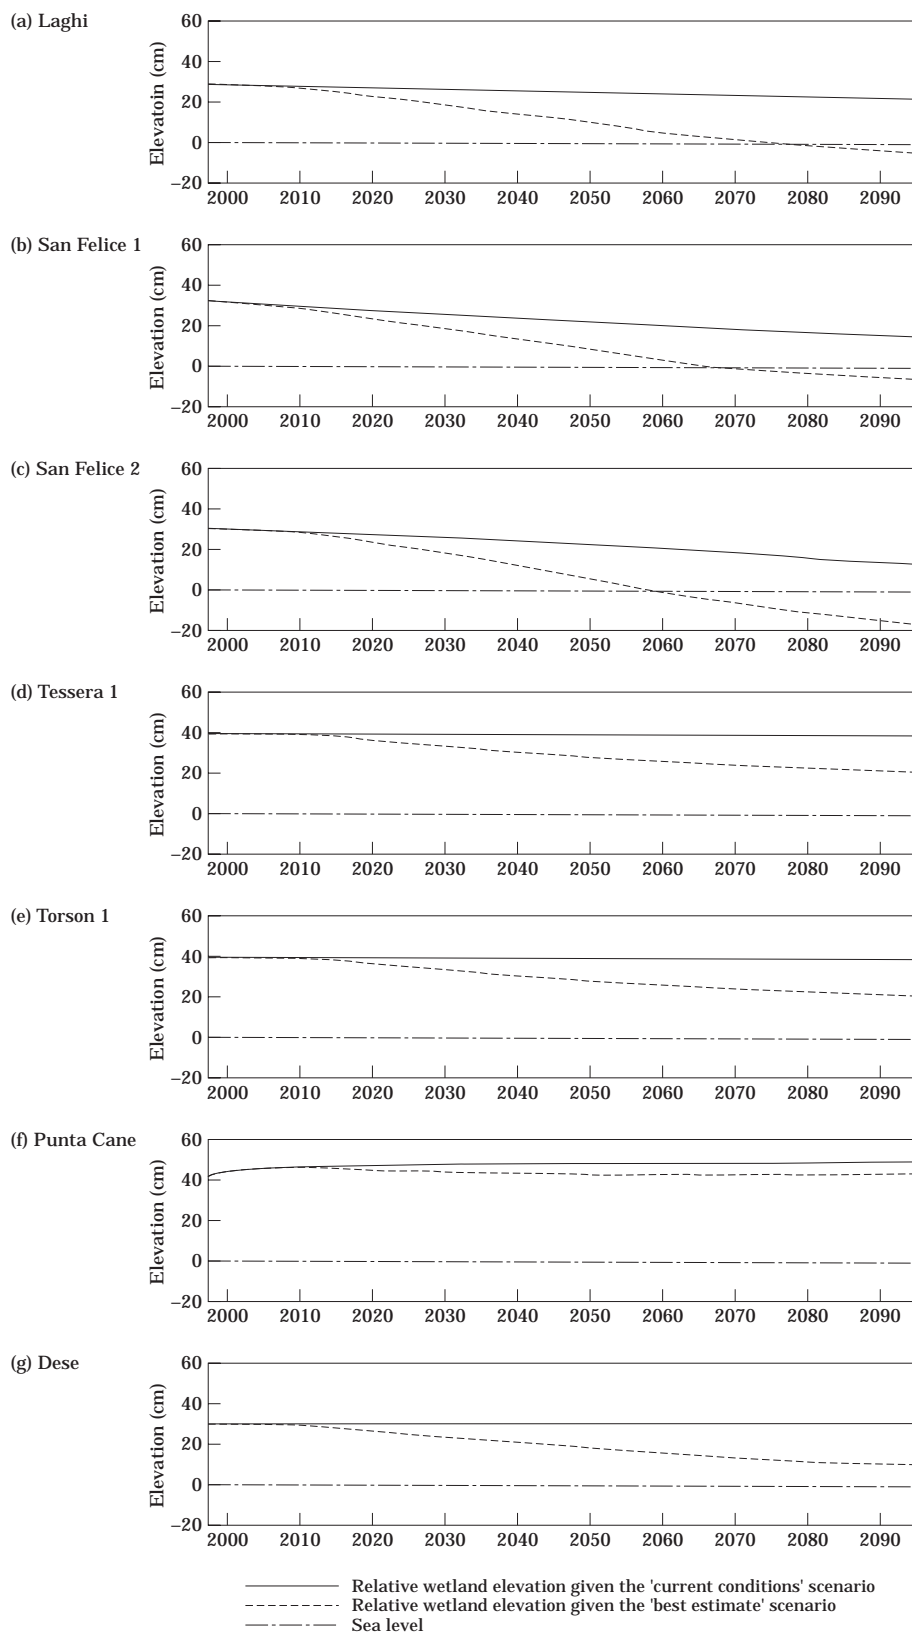 (a) Laghi
Elevatoin (cm)
60
40
20
0
–20
2000 2010 2020 2030 2040 2050 2060 2070 2080 2090
(b) San Felice 1
Elevation (cm)
60
40
20
0
–20
2000 2010 2020 2030 2040 2050 2060 2070 2080 2090
(c) San Felice 2
Elevation (cm)
60
40
20
0
–20
2000 2010 2020 2030 2040 2050 2060 2070 2080 2090
(d) Tessera 1
Elevation (cm)
60
40
20
0
–20
2000 2010 2020 2030 2040 2050 2060 2070 2080 2090
(e) Torson 1
Elevation (cm)
60
40
20
0
–20
2000 2010 2020 2030 2040 2050 2060 2070 2080 2090
(f) Punta Cane
Elevation (cm)
60
40
20
0
–20
2000 2010 2020 2030 2040 2050 2060 2070 2080 2090
(g) Dese
Elevation (cm)
60
40
20
0
–20
2000 2010 2020 2030 2040 2050 2060 2070 2080 2090
Relative wetland elevation given the 'current conditions' scenario
Relative wetland elevation given the 'best estimate' scenario
Sea level